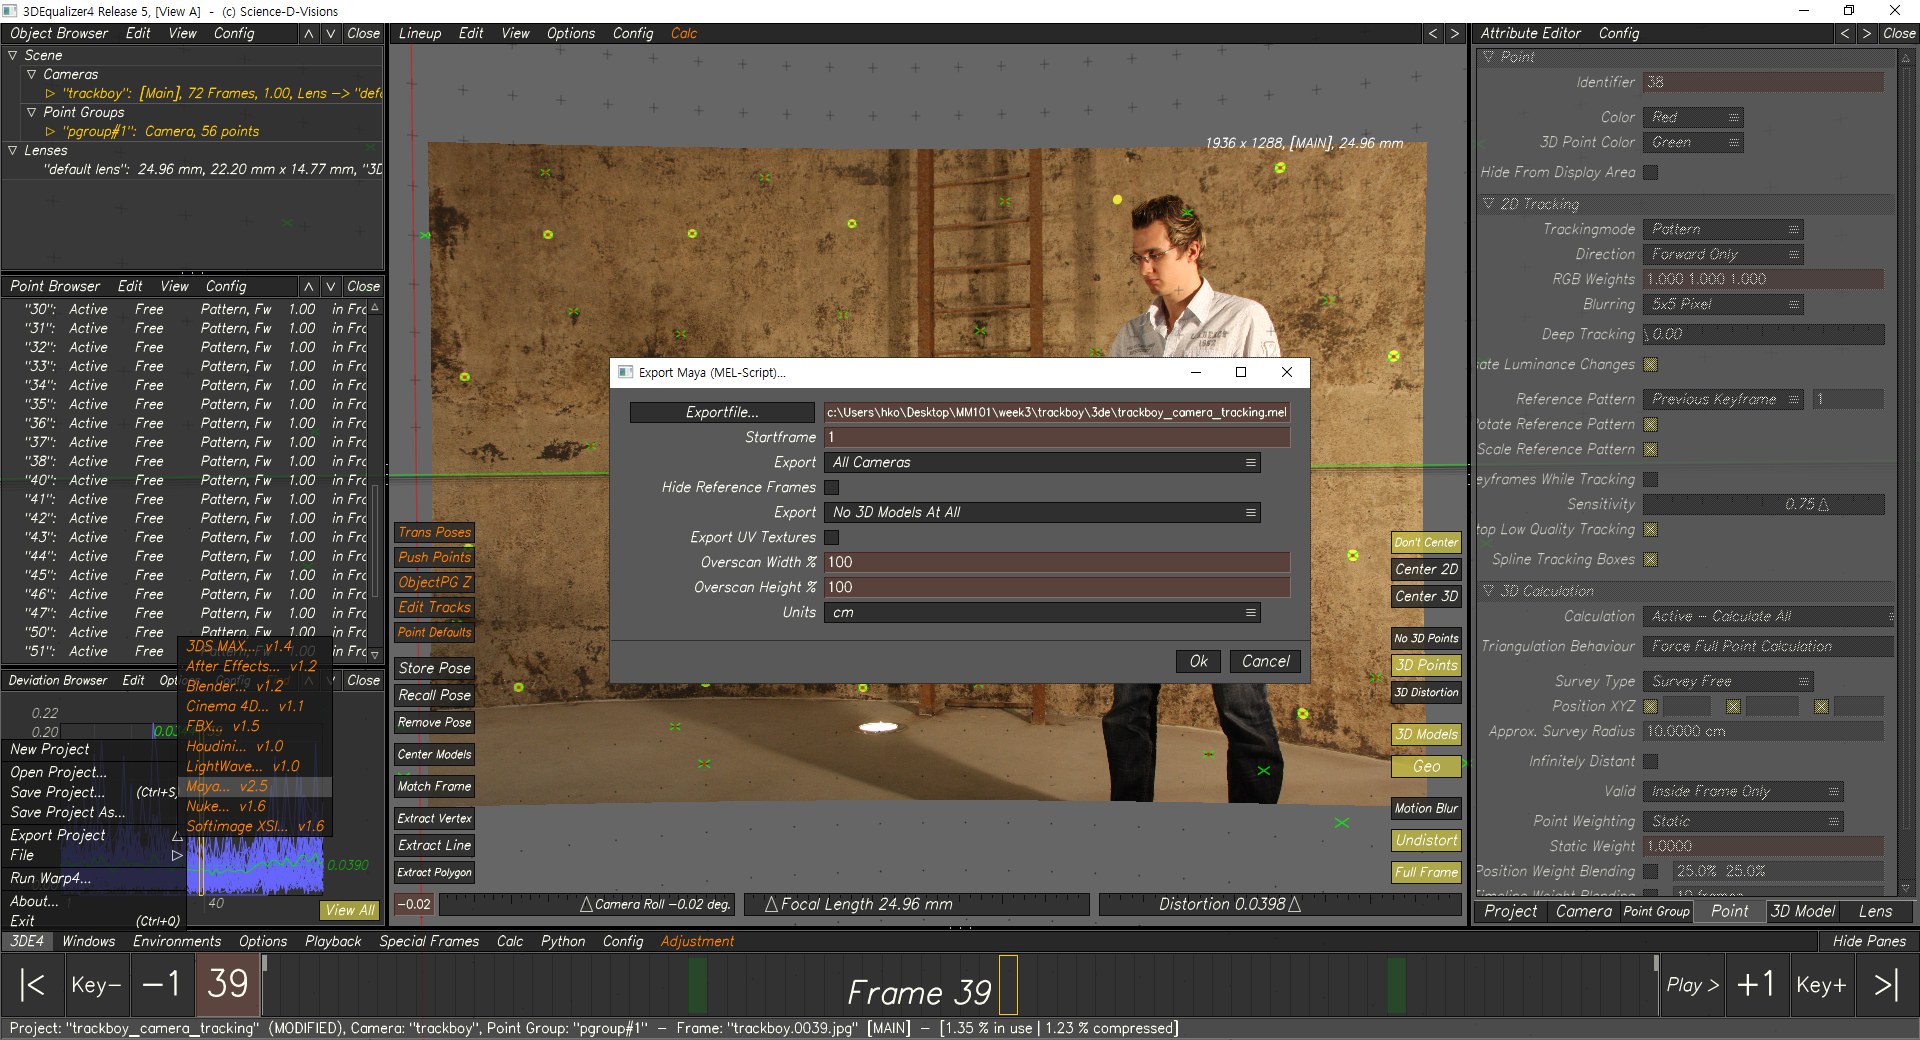 3DEqualizer4 Release 5, [View A]  -  (c) Science-D-Visions
Object Browser Edit View Config Close
Scene
Cameras
"trackboy": [Main], 72 Frames, 1.00, Lens -> "defa
Point Groups
"pgroup#1": Camera, 56 points
Lenses
"default lens": 24.96 mm, 22.20 mm x 14.77 mm, "3D
Point Browser Edit View Config Close
"30": Active Free Pattern, Fw 1.00 in Fra
"31": Active Free Pattern, Fw 1.00 in Fra
"32": Active Free Pattern, Fw 1.00 in Fra
"33": Active Free Pattern, Fw 1.00 in Fra
"34": Active Free Pattern, Fw 1.00 in Fra
"35": Active Free Pattern, Fw 1.00 in Fra
"36": Active Free Pattern, Fw 1.00 in Fra
"37": Active Free Pattern, Fw 1.00 in Fra
"38": Active Free Pattern, Fw 1.00 in Fra
"40": Active Free Pattern, Fw 1.00 in Fra
"41": Active Free Pattern, Fw 1.00 in Fra
"42": Active Free Pattern, Fw 1.00 in Fra
"43": Active Free Pattern, Fw 1.00 in Fra
"44": Active Free Pattern, Fw 1.00 in Fra
"45": Active Free Pattern, Fw 1.00 in Fra
"46": Active Free Pattern, Fw 1.00 in Fra
"47": Active Free Pattern, Fw 1.00 in Fra
"50": Active Free Pattern, Fw 1.00 in Fra
"51": Active Free Pattern, Fw 1.00 in Fra
Deviation Browser Edit Options Config Close
0.22
0.20
0.0390
40
View All
3DS MAX... v1.4
After Effects... v1.2
Blender... v1.2
Cinema 4D... v1.1
FBX... v1.5
Houdini... v1.0
LightWave... v1.0
Maya... v2.5
Nuke... v1.6
Softimage XSI... v1.6
New Project
Open Project...
Save Project... (Ctrl+S)
Save Project As...
Export Project
File
Run Warp4...
About...
Exit (Ctrl+Q)
Lineup Edit View Options Config Calc < >
1936 x 1288, [MAIN], 24.96 mm
Trans Poses
Push Points
ObjectPG Z
Edit Tracks
Point Defaults
Store Pose
Recall Pose
Remove Pose
Center Models
Match Frame
Extract Vertex
Extract Line
Extract Polygon
Export Maya (MEL-Script)...
Exportfile... c:\Users\hko\Desktop\MM101\week3\trackboy\3de\trackboy_camera_tracking.mel
Startframe 1
Export All Cameras
Hide Reference Frames
Export No 3D Models At All
Export UV Textures
Overscan Width % 100
Overscan Height % 100
Units cm
Ok Cancel
Don't Center
Center 2D
Center 3D
No 3D Points
3D Points
3D Distortion
3D Models
Geo
Motion Blur
Undistort
Full Frame
-0.02 Camera Roll -0.02 deg. Focal Length 24.96 mm Distortion 0.0398
Attribute Editor Config < > Close
Point
Identifier 38
Color Red
3D Point Color Green
Hide From Display Area
2D Tracking
Trackingmode Pattern
Direction Forward Only
RGB Weights 1.000 1.000 1.000
Blurring 5x5 Pixel
Deep Tracking 0.00
ate Luminance Changes
Reference Pattern Previous Keyframe 1
otate Reference Pattern
Scale Reference Pattern
eyframes While Tracking
Sensitivity 0.75
top Low Quality Tracking
Spline Tracking Boxes
3D Calculation
Calculation Active - Calculate All
Triangulation Behaviour Force Full Point Calculation
Survey Type Survey Free
Position XYZ
Approx. Survey Radius 10.0000 cm
Infinitely Distant
Valid Inside Frame Only
Point Weighting Static
Static Weight 1.0000
Position Weight Blending 25.0% 25.0%
Timeline Weight Blending 10 frames
Project Camera Point Group Point 3D Model Lens
3DE4 Windows Environments Options Playback Special Frames Calc Python Config Adjustment Hide Panes
|< Key- -1 39 Frame 39 Play > +1 Key+ >|
Project: "trackboy_camera_tracking" (MODIFIED), Camera: "trackboy", Point Group: "pgroup#1" - Frame: "trackboy.0039.jpg" [MAIN] - [1.35 % in use | 1.23 % compressed]